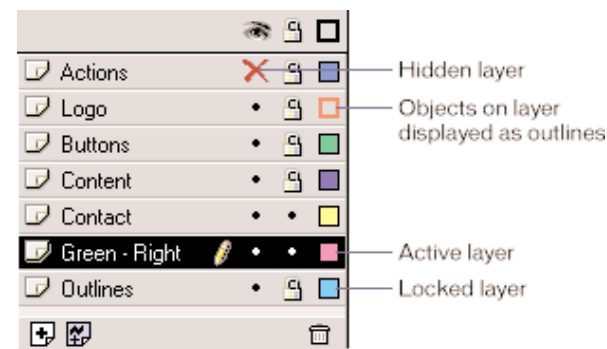 Actions
Hidden layer
Logo
Objects on layer
displayed as outlines
Buttons
Content
Contact
Green - Right
Active layer
Outlines
Locked layer